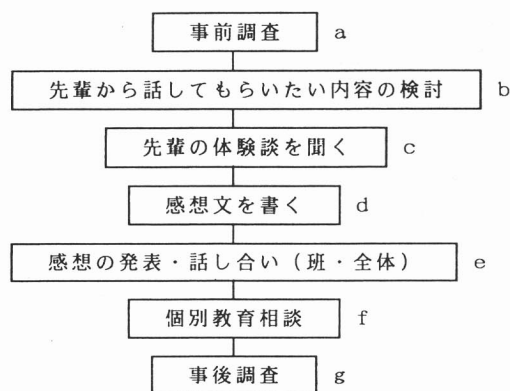 事前調査 a
先輩から話してもらいたい内容の検討 b
先輩の体験談を聞く c
感想文を書く d
感想の発表・話し合い（班・全体） e
個別教育相談 f
事後調査 g